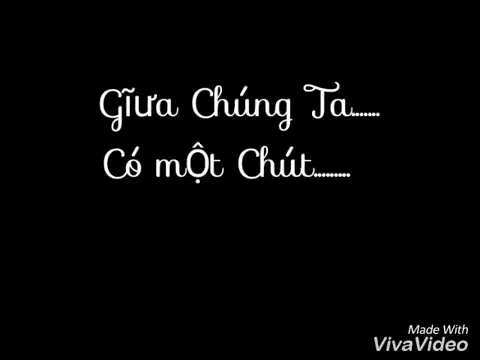 Gĩưa Chúng Ta.......
Có mỘt Chút.........
Made With
VivaVideo